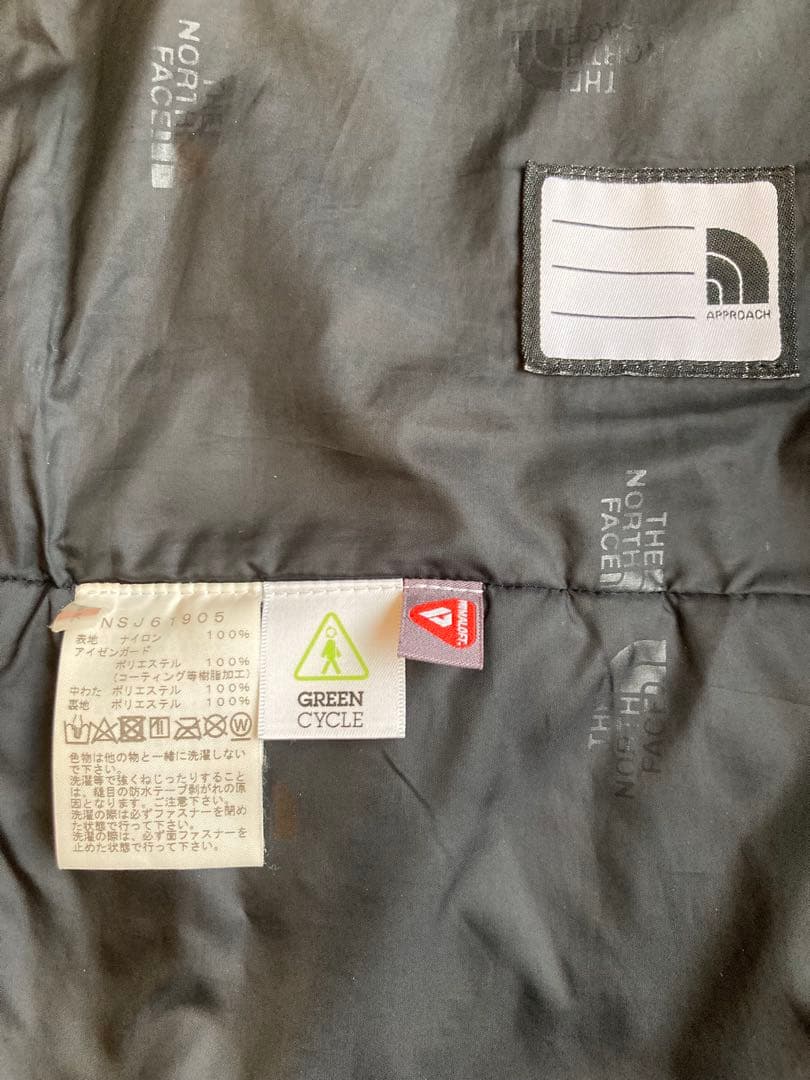 THE
NORTH
FACE
THE
NORTH
FACE
APPROACH
THE
NORTH
FACE
NSJ61905
表地 ナイロン 100%
アイゼンガード
ポリエステル 100%
(コーティング等樹脂加工)
中わた ポリエステル 100%
裏地 ポリエステル 100%
W
色物は他の物と一緒に洗濯しない
で下さい。
洗濯等で強くねじったりすること
は、縫目の防水テープ剥がれの原
因となります。ご注意下さい。
洗濯の際は必ずファスナーを閉め
た状態で行って下さい。
洗濯の際は、必ず面ファスナーを
止めた状態で行って下さい。
GREEN
CYCLE
PRIMALOFT.
NORTH
FACE